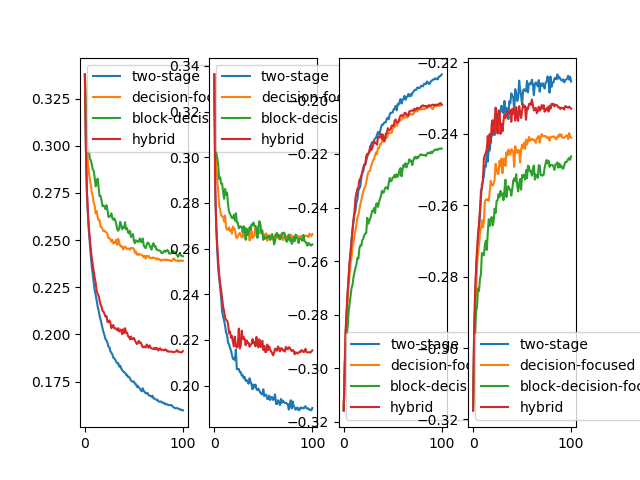 0.325
0.300
0.275
0.250
0.225
0.200
0.175
0 100
two-stage
decision-foc
block-decis
hybrid
0.34
0.32
0.30
0.28
0.26
0.24
0.22
0.20
0 100
two-stage
decision-foc
block-decis
hybrid
−0.20
−0.22
−0.24
−0.26
−0.28
−0.30
−0.32
0 100
two-stage
decision-foc
block-decis
hybrid
−0.22
−0.24
−0.26
−0.28
−0.30
−0.32
0 100
two-stage
decision-focused
block-decision-fo
hybrid